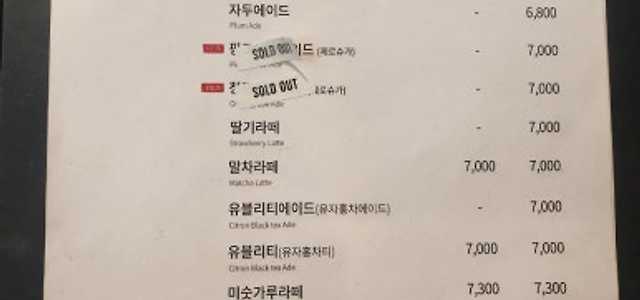 자두에이드 - 6,800
Plum Ade
SOLD OUT 이드 (제로슈가) - 7,000
SOLD OUT 제로슈가) - 7,000
딸기라떼 - 7,000
Strawberry Latte
말차라떼 7,000 7,000
Matcha Latte
유블리티에이드(유자홍차에이드) - 7,000
Citron Black tea Ade
유블리티(유자홍차티) 7,000 7,000
Citron Black tea Ade
미숫가루라떼 7,300 7,300